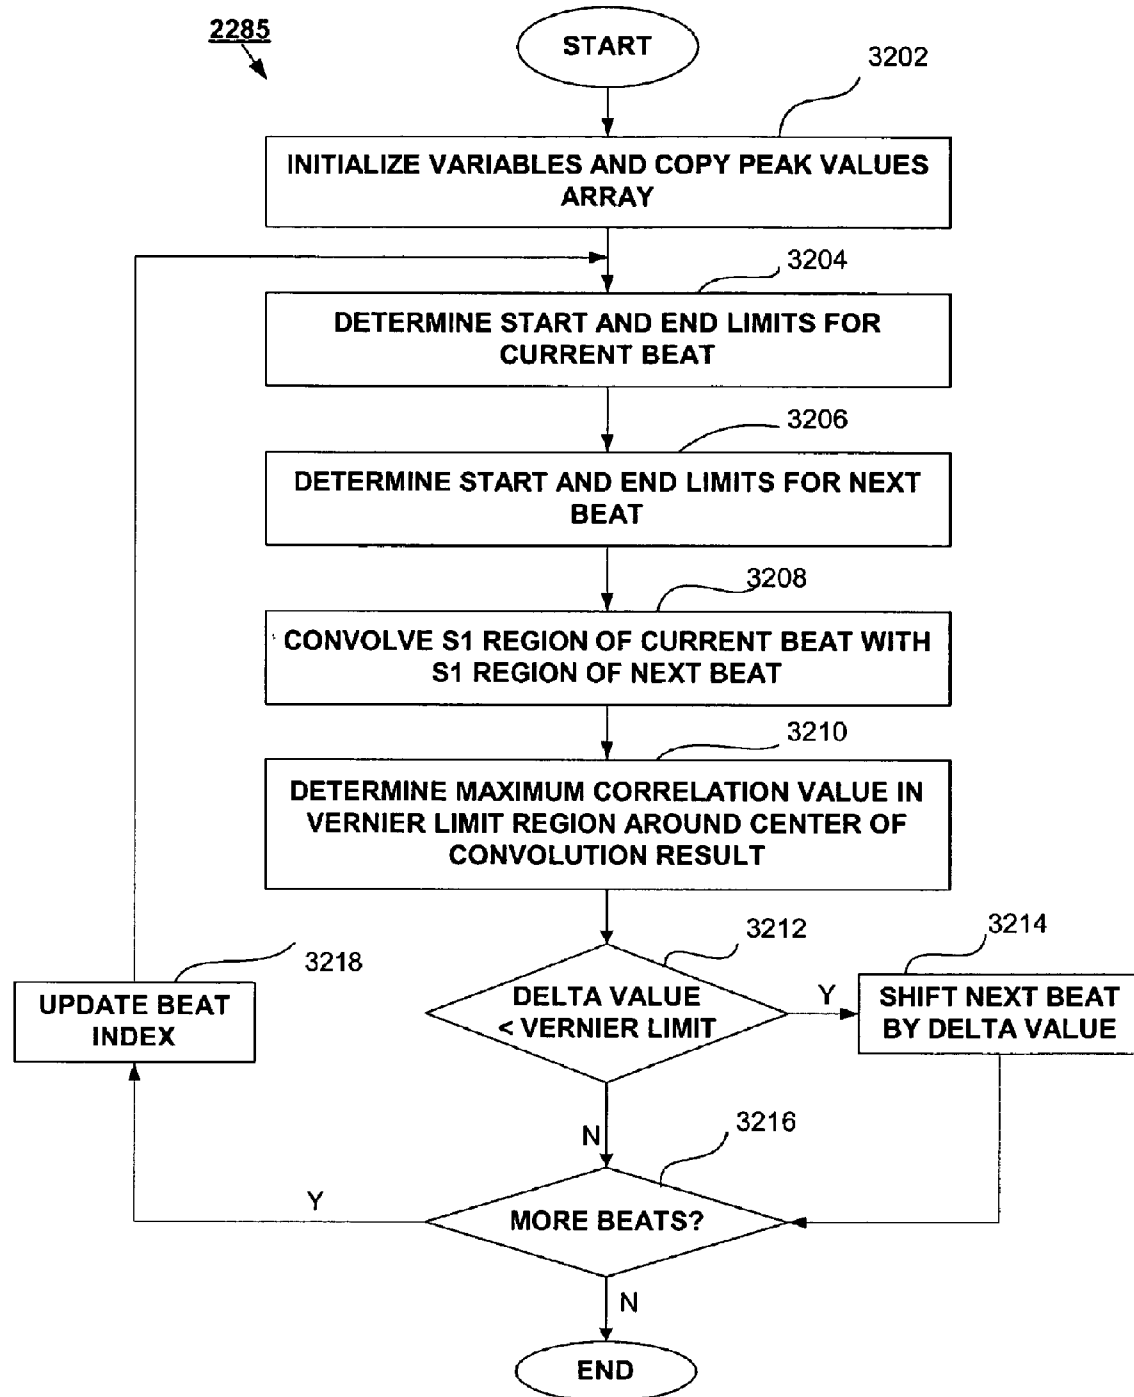 2285
START
3202
INITIALIZE VARIABLES AND COPY PEAK VALUES
ARRAY
3204
DETERMINE START AND END LIMITS FOR
CURRENT BEAT
3206
DETERMINE START AND END LIMITS FOR NEXT
BEAT
3208
CONVOLVE S1 REGION OF CURRENT BEAT WITH
S1 REGION OF NEXT BEAT
3210
DETERMINE MAXIMUM CORRELATION VALUE IN
VERNIER LIMIT REGION AROUND CENTER OF
CONVOLUTION RESULT
3212
DELTA VALUE
< VERNIER LIMIT
Y
3214
SHIFT NEXT BEAT
BY DELTA VALUE
3218
UPDATE BEAT
INDEX
N
3216
MORE BEATS?
Y
N
END